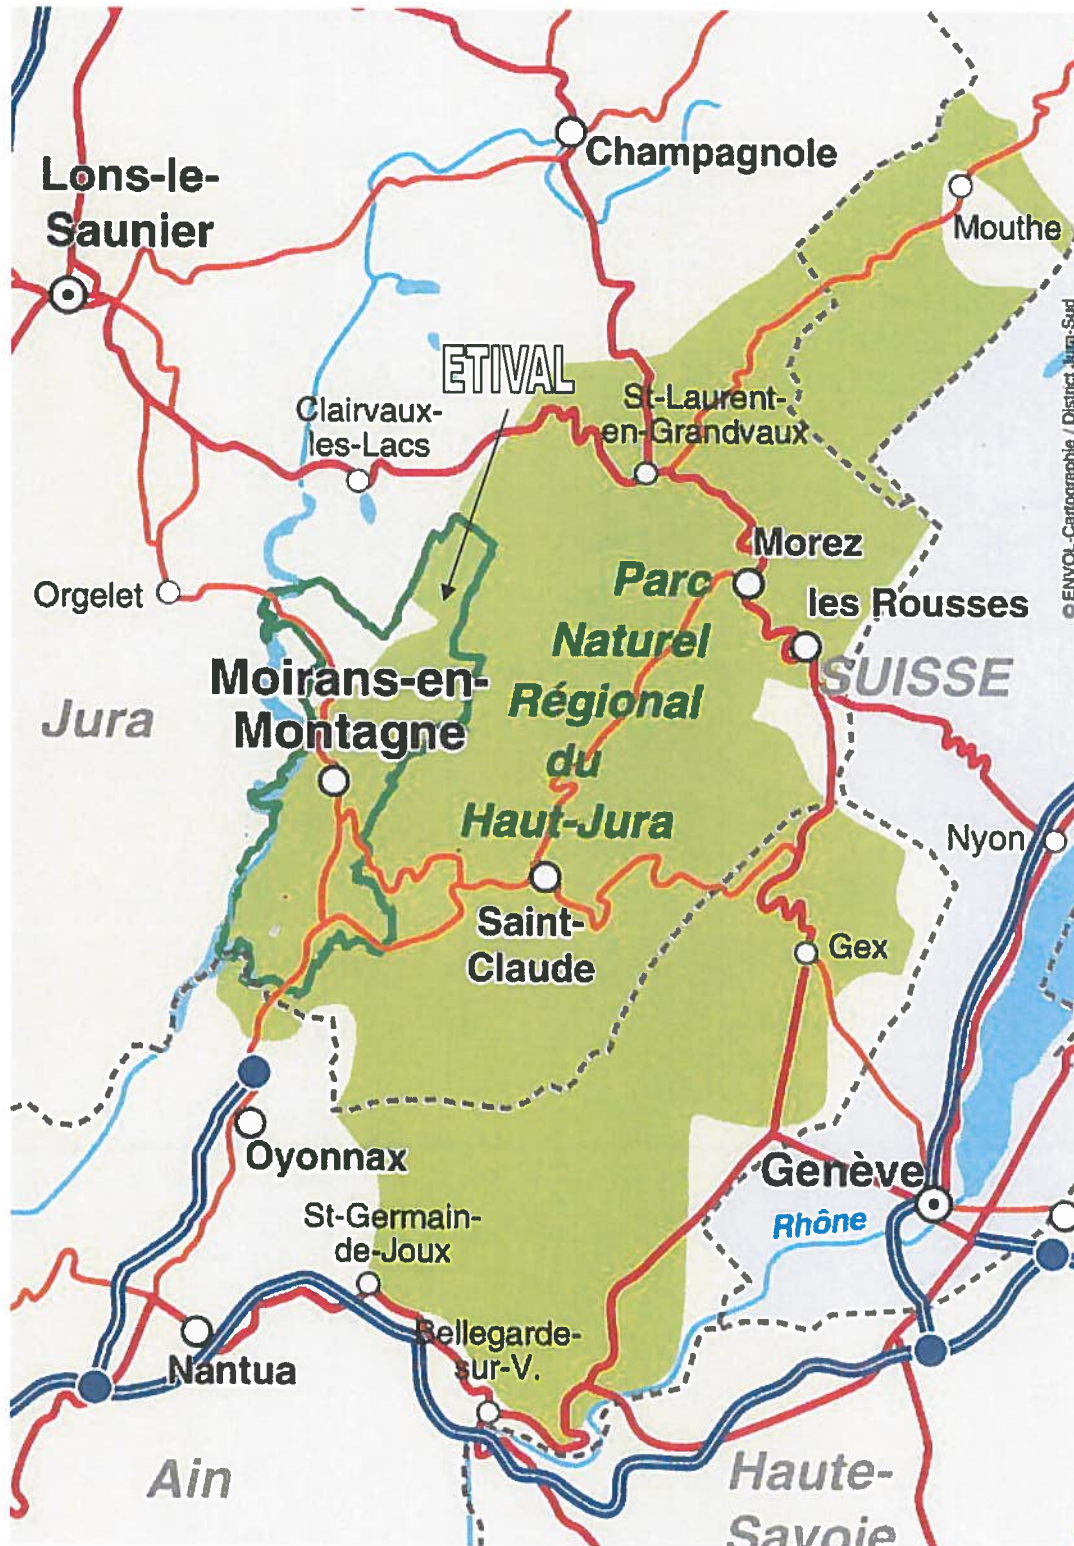 Champagnole
Lons-le-
Saunier
Mouthe
© ENVOL-Cartographie / District Jura-Sud
ETIVAL
Clairvaux-
les-Lacs
St-Laurent-
en-Grandvaux
Morez
Orgelet
Parc
Naturel
Régional
du
Haut-Jura
les Rousses
SUISSE
Moirans-en-
Montagne
Jura
Nyon
Saint-
Claude
Gex
Oyonnax
Genève
Rhône
St-Germain-
de-Joux
Bellegarde-
sur-V.
Nantua
Ain
Haute-
Savoie